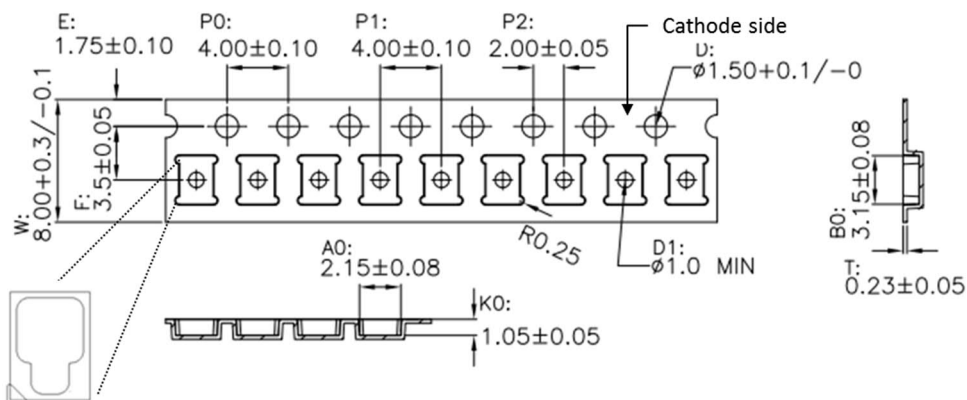 E:
1.75±0.10
P0:
4.00±0.10
P1:
4.00±0.10
P2:
2.00±0.05
Cathode side
D:
ø1.50+0.1/-0
W:
8.00+0.3/-0.1
F:
3.5±0.05
B0:
3.15±0.08
R0.25
D1:
ø1.0 MIN
T:
0.23±0.05
A0:
2.15±0.08
K0:
1.05±0.05